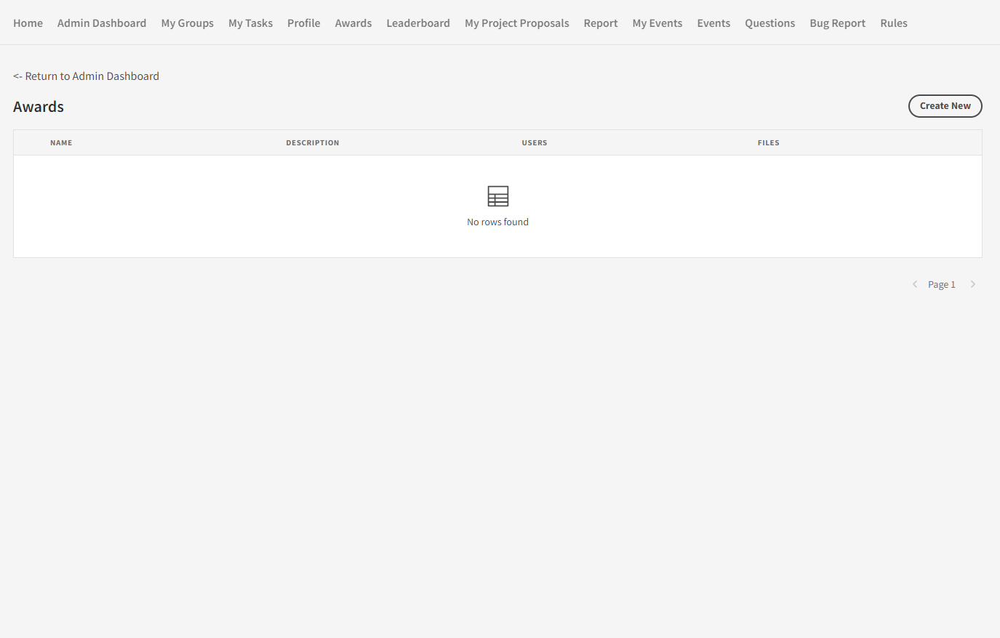 Home Admin Dashboard My Groups My Tasks Profile Awards Leaderboard My Project Proposals Report My Events Events Questions Bug Report Rules
<- Return to Admin Dashboard
Awards
Create New
NAME DESCRIPTION USERS FILES
No rows found
Page 1